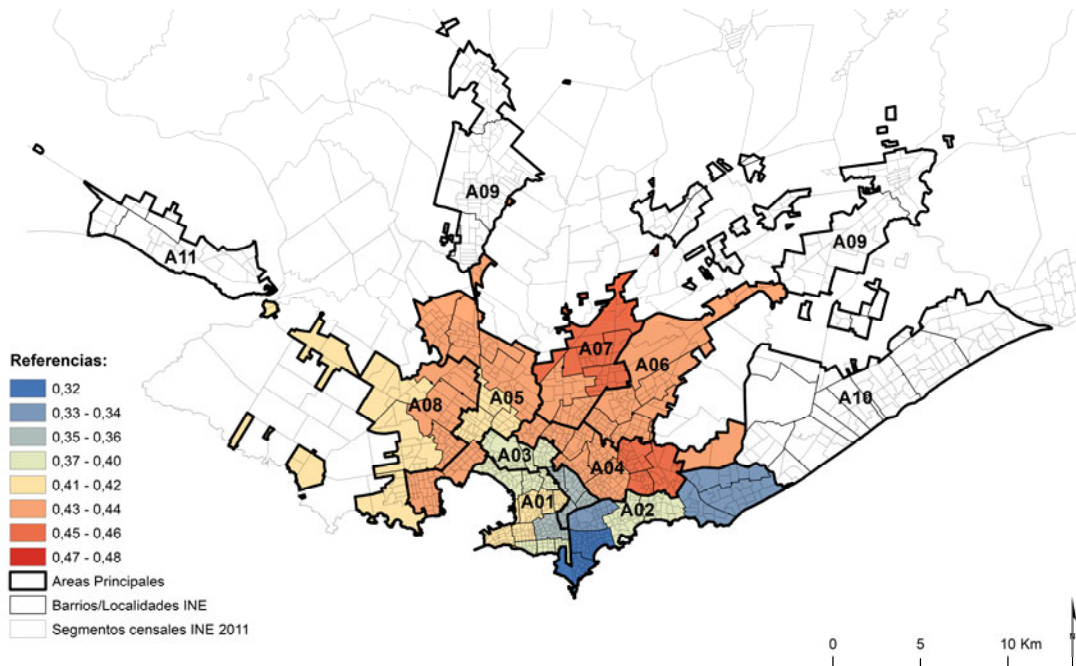 A09
A11
A09
A07
A06
A10
A08
A05
A03
A04
A01
A02
Referencias:
0,32
0,33 - 0,34
0,35 - 0,36
0,37 - 0,40
0,41 - 0,42
0,43 - 0,44
0,45 - 0,46
0,47 - 0,48
Areas Principales
Barrios/Localidades INE
Segmentos censales INE 2011
0 5 10 Km